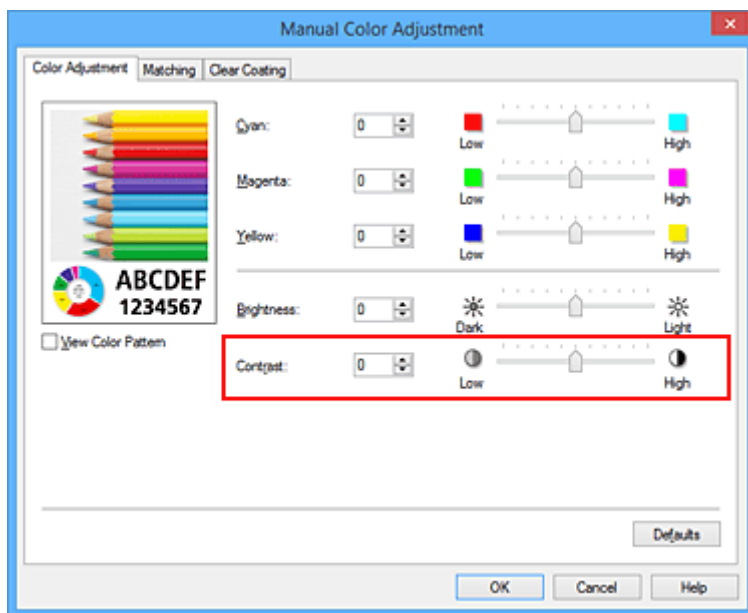 Manual Color Adjustment
Color Adjustment Matching Clear Coating
Cyan: 0 Low High
Magenta: 0 Low High
Yellow: 0 Low High
ABCDEF
1234567
Brightness: 0 Dark Light
View Color Pattern
Contrast: 0 Low High
Defaults
OK Cancel Help